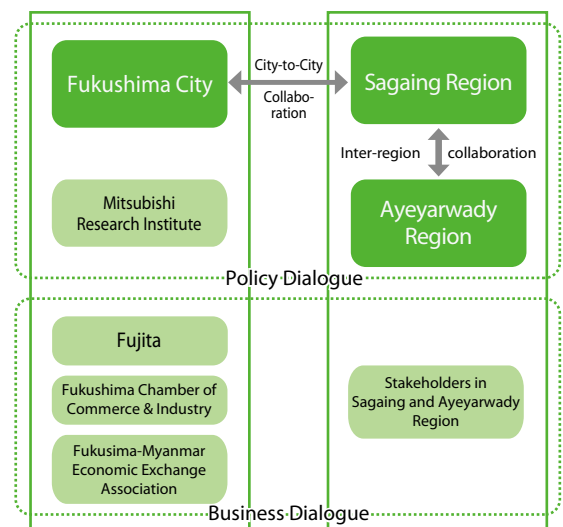 Fukushima City
City-to-City
Collabo-
ration
Sagaing Region
Inter-region collaboration
Mitsubishi
Research Institute
Ayeyarwady
Region
Policy Dialogue
Fujita
Fukushima Chamber of
Commerce & Industry
Fukusima-Myanmar
Economic Exchange
Association
Stakeholders in
Sagaing and Ayeyarwady
Region
Business Dialogue